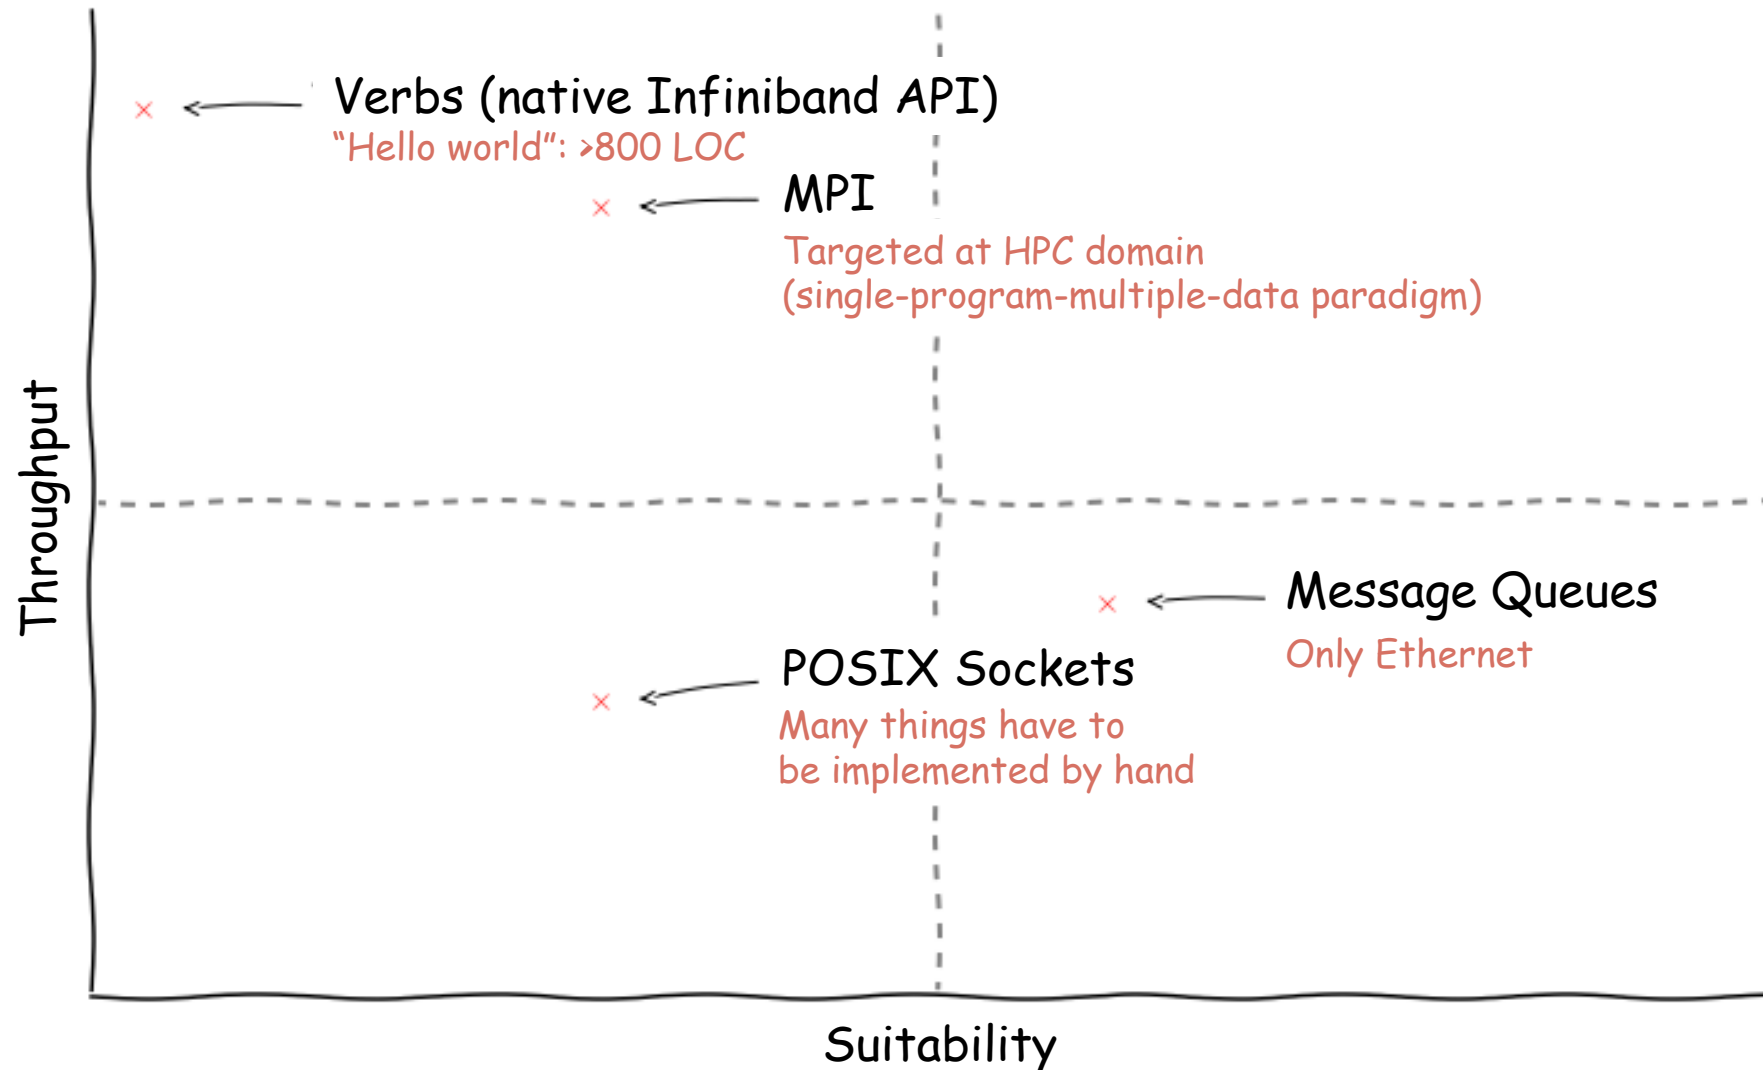 Verbs (native Infiniband API)
“Hello world”: >800 LOC
MPI
Targeted at HPC domain
(single-program-multiple-data paradigm)
Throughput
Message Queues
Only Ethernet
POSIX Sockets
Many things have to
be implemented by hand
Suitability